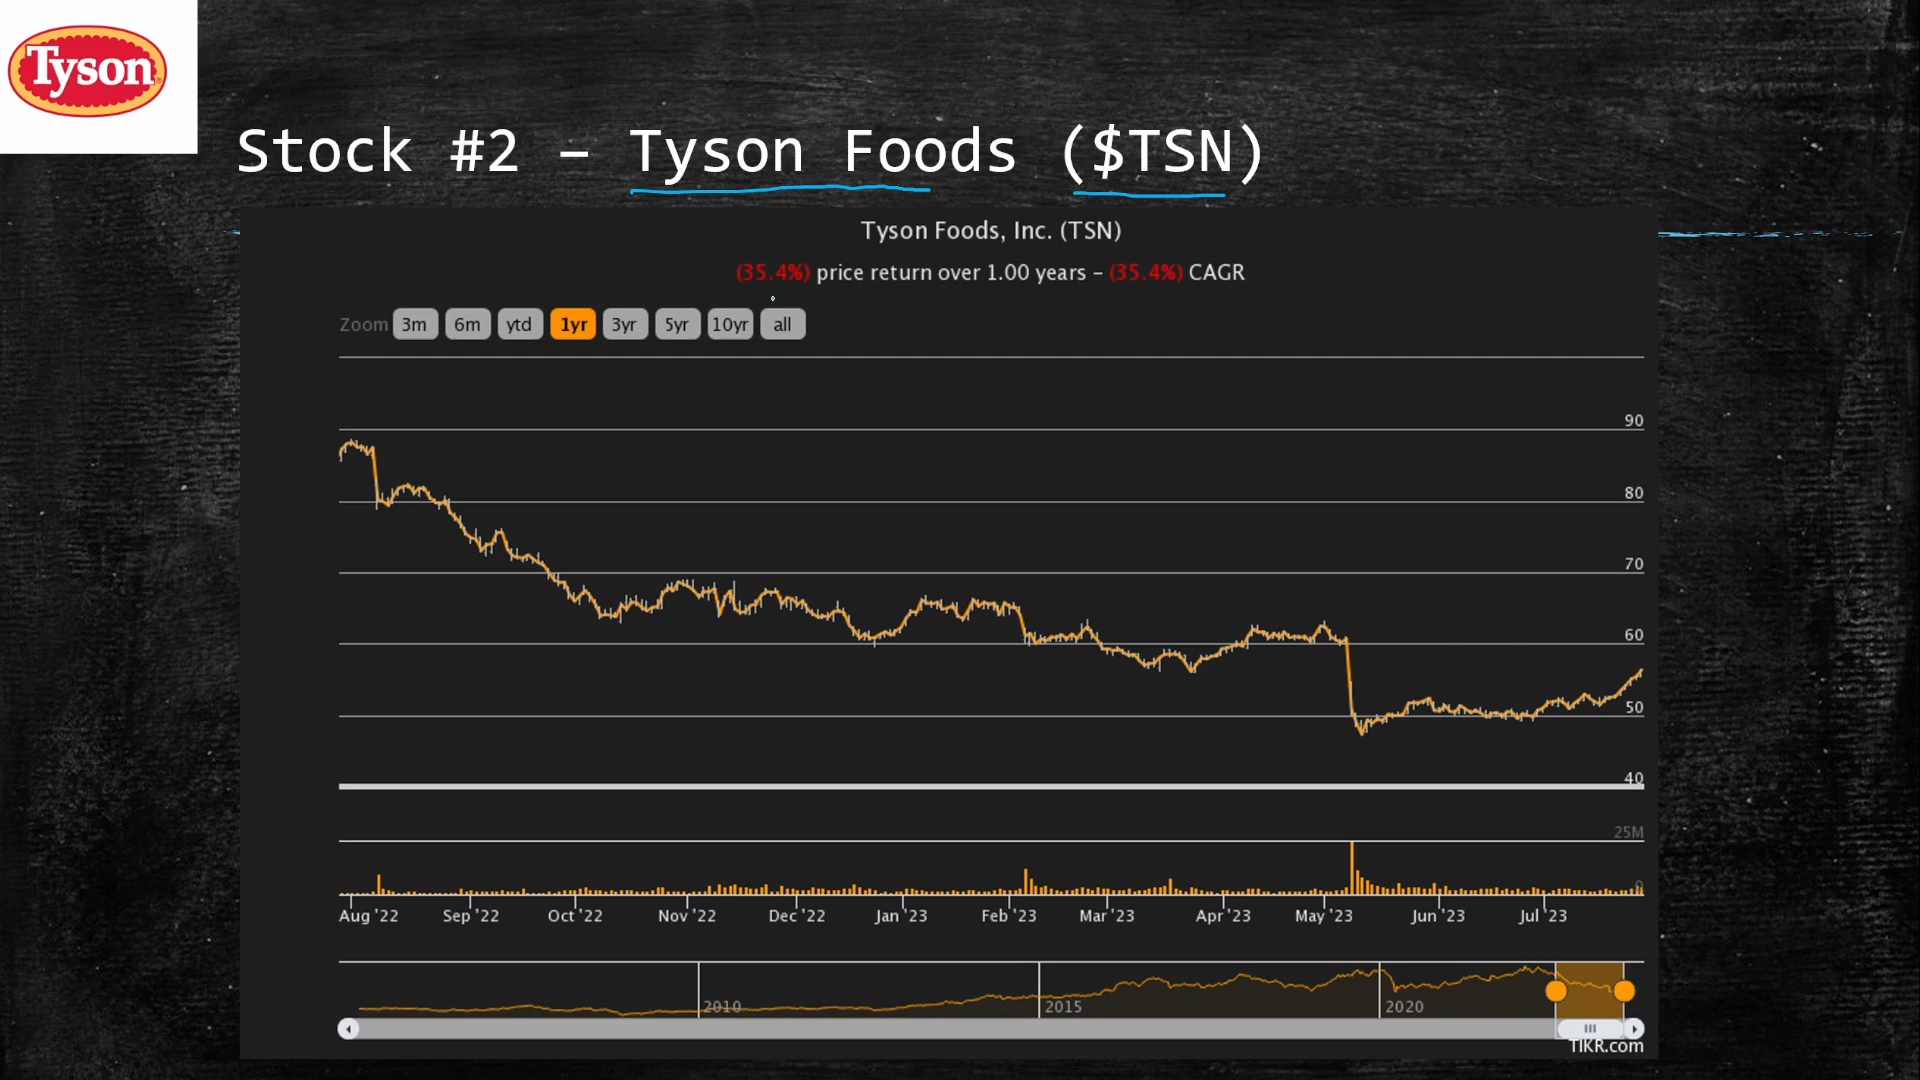 Tyson
Stock #2 – Tyson Foods ($TSN)
Tyson Foods, Inc. (TSN)
(35.4%) price return over 1.00 years – (35.4%) CAGR
Zoom 3m 6m ytd 1yr 3yr 5yr 10yr all
90
80
70
60
50
40
25M
0
Aug '22 Sep '22 Oct '22 Nov '22 Dec '22 Jan '23 Feb '23 Mar '23 Apr '23 May '23 Jun '23 Jul '23
2010 2015 2020
TIKR.com